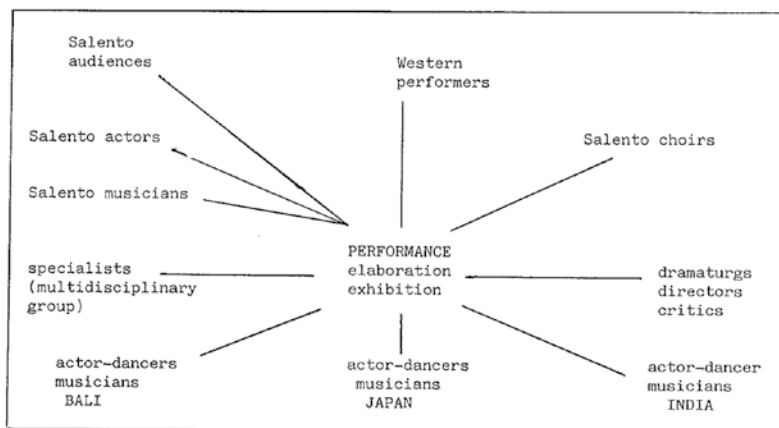 Salento
audiences
Western
performers
Salento actors
Salento choirs
Salento musicians
PERFORMANCE
elaboration
exhibition
specialists
(multidisciplinary
group)
dramaturgs
directors
critics
actor-dancers
musicians
BALI
actor-dancers
musicians
JAPAN
actor-dancer
musicians
INDIA